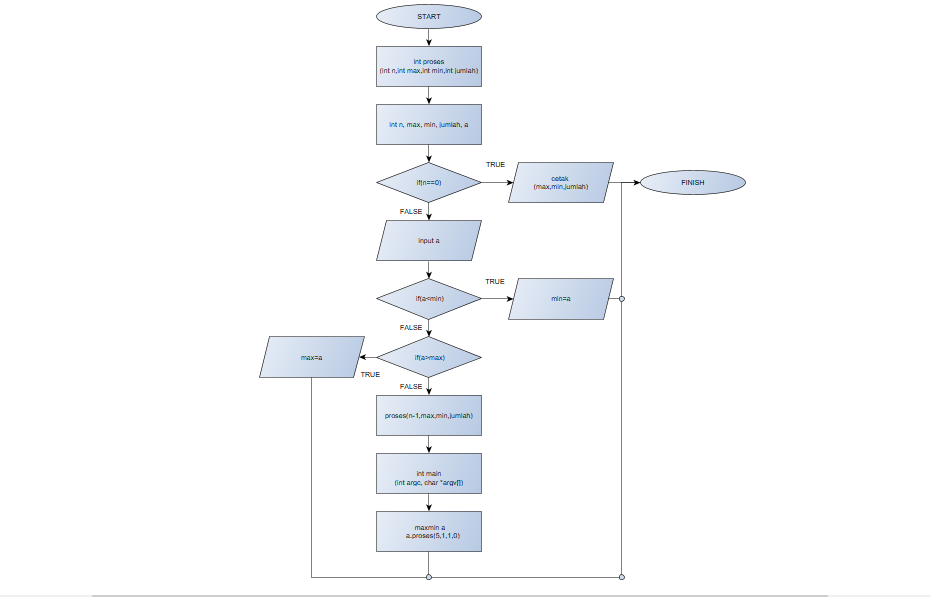 START
int proses
(int n,int max,int min,int jumlah)
int n, max, min, jumlah, a
TRUE
if(n==0)
cetak
(max,min,jumlah)
FINISH
FALSE
input a
TRUE
if(a<min)
min=a
FALSE
if(a>max)
max=a
TRUE
FALSE
proses(n-1,max,min,jumlah)
int main
(int argc, char *argv[])
maxmin a
a.proses(5,1,1,0)